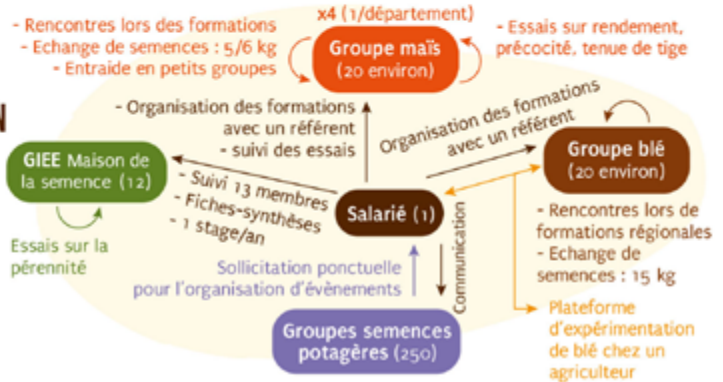 x4 (1/département)
- Rencontres lors des formations
- Echange de semences : 5/6 kg
- Entraide en petits groupes
Groupe maïs
(20 environ)
- Essais sur rendement,
précocité, tenue de tige
- Organisation des formations
avec un référent
- suivi des essais
Organisation des formations
avec un référent
N
GIEE Maison de
la semence (12)
Groupe blé
(20 environ)
- Suivi 13 membres
- Fiches-synthèses
- 1 stage/an
Salarié (1)
Essais sur la
pérennité
Communication
- Rencontres lors de
formations régionales
- Echange de
semences : 15 kg
Sollicitation ponctuelle
pour l'organisation d'évènements
Groupes semences
potagères (250)
Plateforme
d'expérimentation
de blé chez un
agriculteur